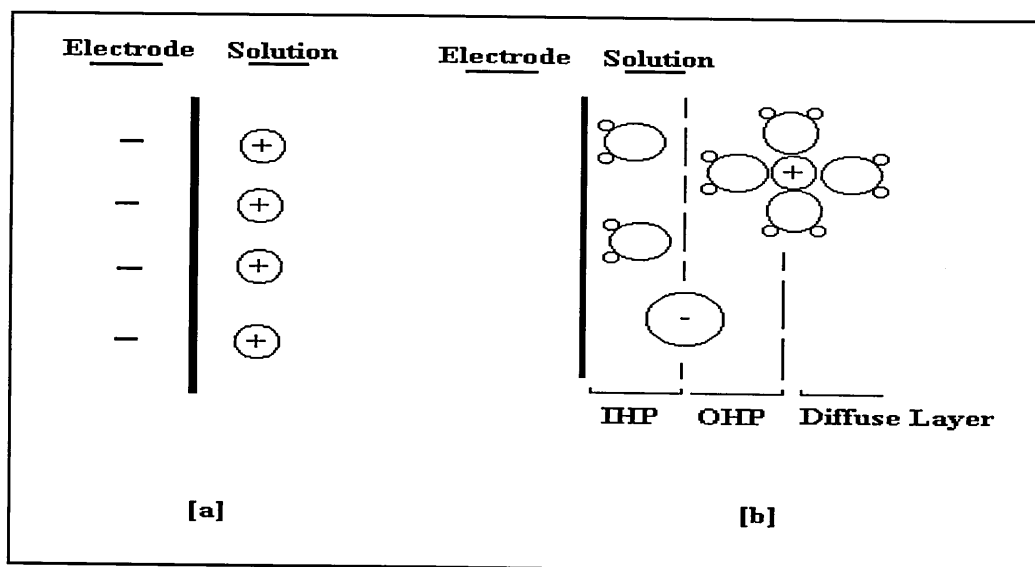 Electrode Solution
− +
− +
− +
− +
[a]
Electrode Solution
+
-
IHP OHP Diffuse Layer
[b]